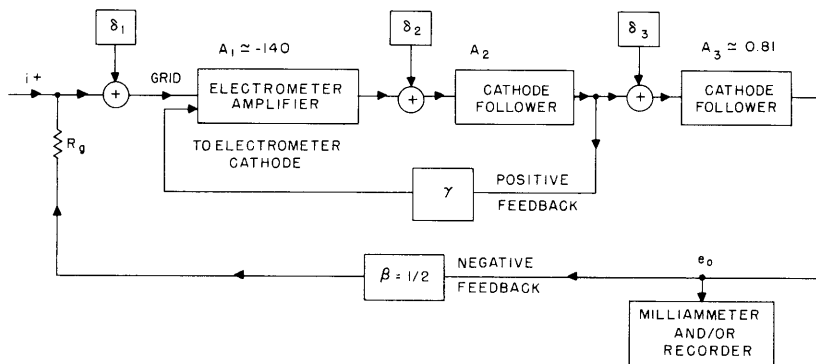 δ₁
A₁ ≃ -140
δ₂
A₂
δ₃
A₃ ≃ 0.81
i+
GRID
ELECTROMETER
AMPLIFIER
CATHODE
FOLLOWER
CATHODE
FOLLOWER
+
+
+
R_g
TO ELECTROMETER
CATHODE
γ
POSITIVE
FEEDBACK
β = 1/2
NEGATIVE
FEEDBACK
e₀
MILLIAMMETER
AND/OR
RECORDER